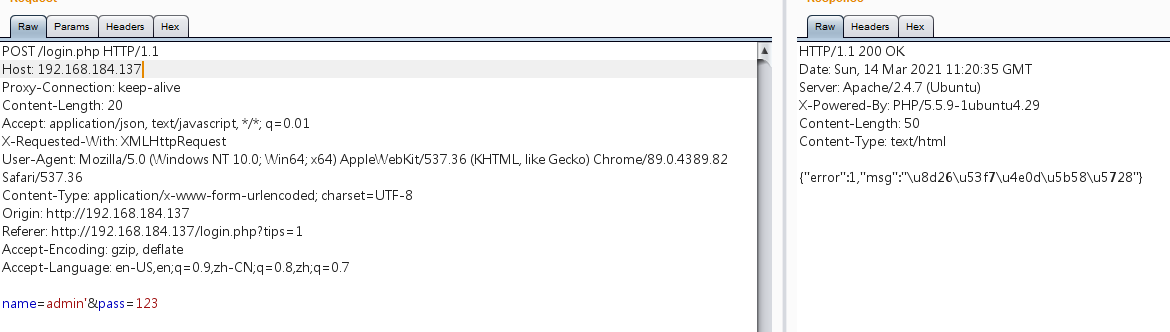 Request
Response
Raw Params Headers Hex
Raw Headers Hex
POST /login.php HTTP/1.1
Host: 192.168.184.137
Proxy-Connection: keep-alive
Content-Length: 20
Accept: application/json, text/javascript, */*; q=0.01
X-Requested-With: XMLHttpRequest
User-Agent: Mozilla/5.0 (Windows NT 10.0; Win64; x64) AppleWebKit/537.36 (KHTML, like Gecko) Chrome/89.0.4389.82
Safari/537.36
Content-Type: application/x-www-form-urlencoded; charset=UTF-8
Origin: http://192.168.184.137
Referer: http://192.168.184.137/login.php?tips=1
Accept-Encoding: gzip, deflate
Accept-Language: en-US,en;q=0.9,zh-CN;q=0.8,zh;q=0.7
name=admin'&pass=123
HTTP/1.1 200 OK
Date: Sun, 14 Mar 2021 11:20:35 GMT
Server: Apache/2.4.7 (Ubuntu)
X-Powered-By: PHP/5.5.9-1ubuntu4.29
Content-Length: 50
Content-Type: text/html
{"error":1,"msg":"\u8d26\u53f7\u4e0d\u5b58\u5728"}